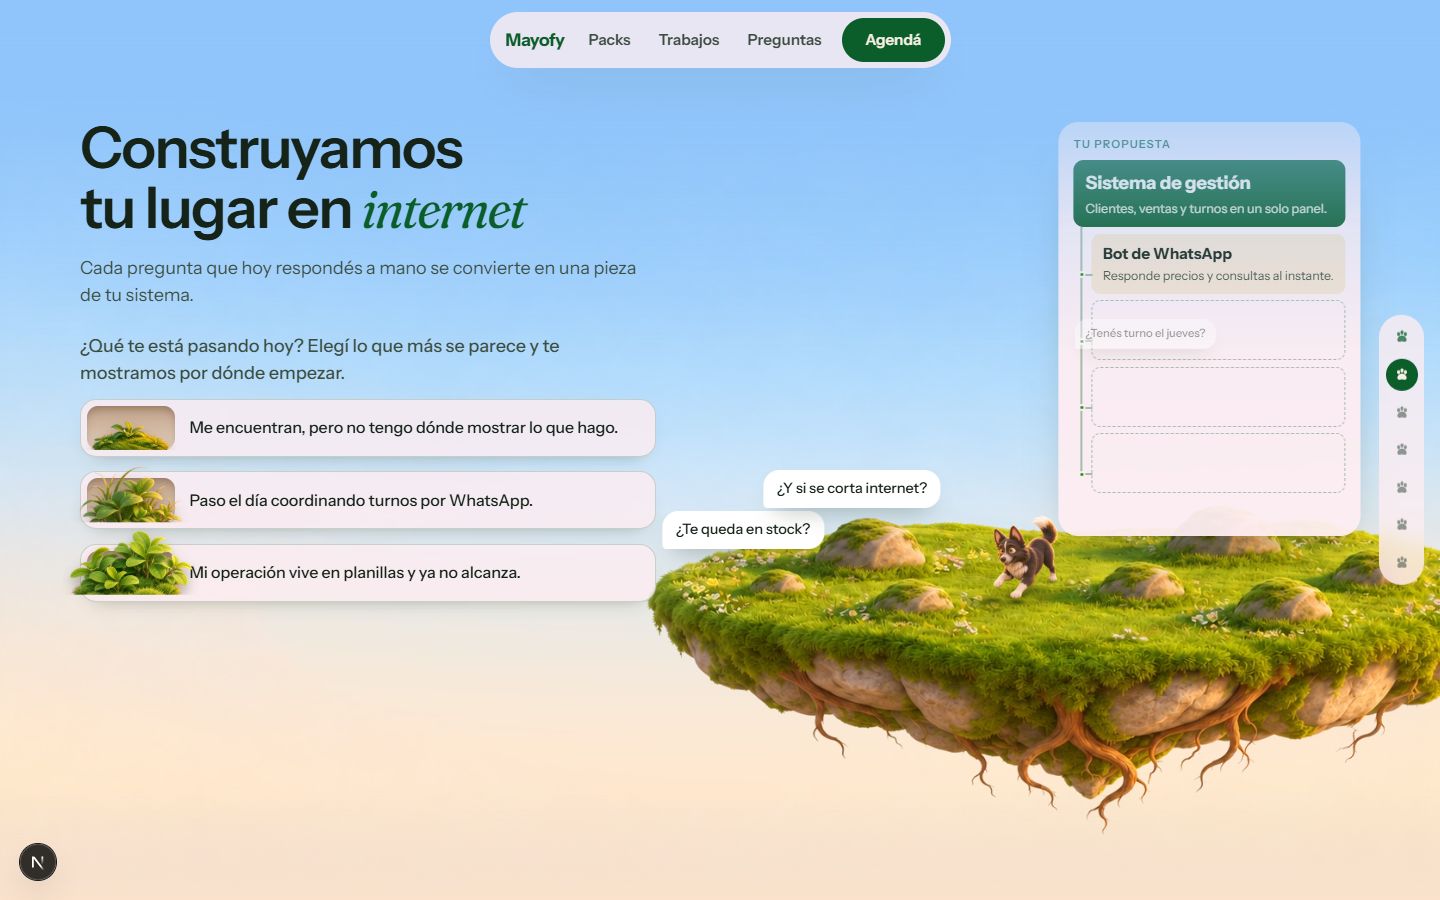 Mayofy
Packs
Trabajos
Preguntas
Agendá
Construyamos
tu lugar en internet
Cada pregunta que hoy respondés a mano se convierte en una pieza
de tu sistema.
¿Qué te está pasando hoy? Elegí lo que más se parece y te
mostramos por dónde empezar.
Me encuentran, pero no tengo dónde mostrar lo que hago.
Paso el día coordinando turnos por WhatsApp.
Mi operación vive en planillas y ya no alcanza.
¿Y si se corta internet?
¿Te queda en stock?
TU PROPUESTA
Sistema de gestión
Clientes, ventas y turnos en un solo panel.
Bot de WhatsApp
Responde precios y consultas al instante.
¿Tenés turno el jueves?
N